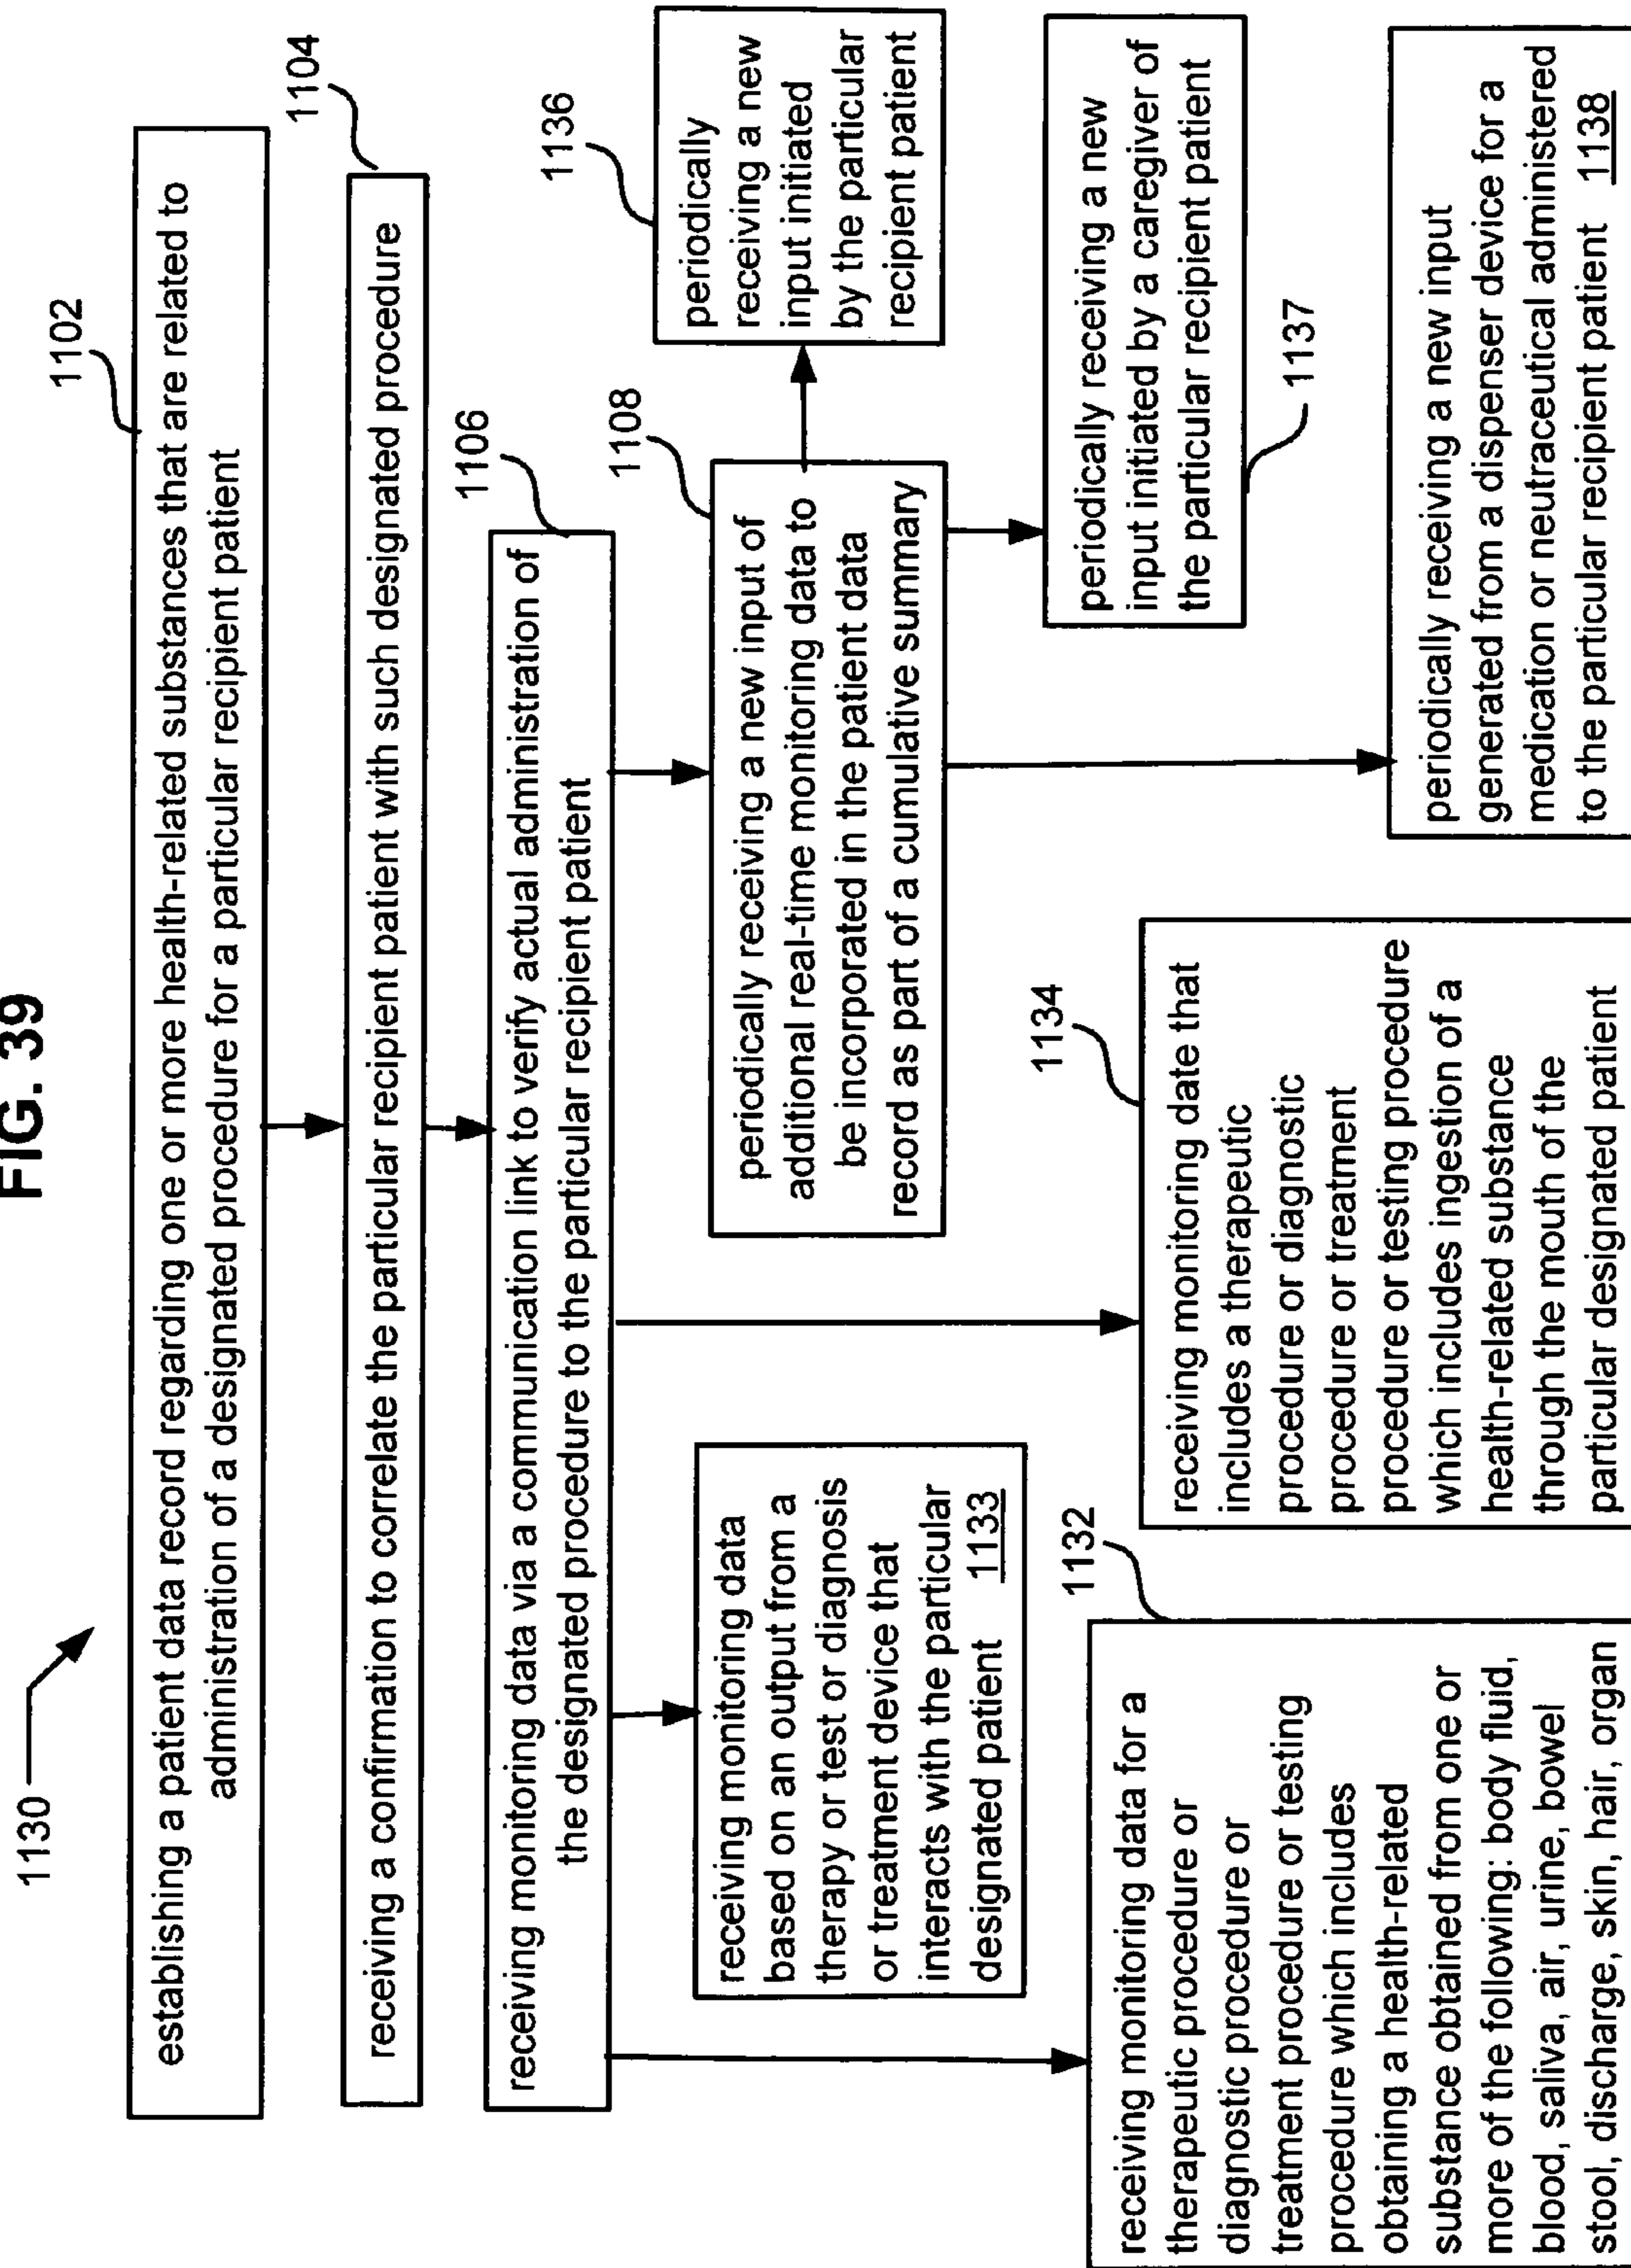 FIG. 39
1130
1102
establishing a patient data record regarding one or more health-related substances that are related to
administration of a designated procedure for a particular recipient patient
1104
receiving a confirmation to correlate the particular recipient patient with such designated procedure
1106
receiving monitoring data via a communication link to verify actual administration of
the designated procedure to the particular recipient patient
1108
periodically receiving a new input of
additional real-time monitoring data to
be incorporated in the patient data
record as part of a cumulative summary
1136
periodically
receiving a new
input initiated
by the particular
recipient patient
receiving monitoring data
based on an output from a
therapy or test or diagnosis
or treatment device that
interacts with the particular
designated patient 1133
1137
periodically receiving a new
input initiated by a caregiver of
the particular recipient patient
1132
receiving monitoring data for a
therapeutic procedure or
diagnostic procedure or
treatment procedure or testing
procedure which includes
obtaining a health-related
substance obtained from one or
more of the following: body fluid,
blood, saliva, air, urine, bowel
stool, discharge, skin, hair, organ
1134
receiving monitoring date that
includes a therapeutic
procedure or diagnostic
procedure or treatment
procedure or testing procedure
which includes ingestion of a
health-related substance
through the mouth of the
particular designated patient
periodically receiving a new input
generated from a dispenser device for a
medication or neutraceutical administered
to the particular recipient patient 1138